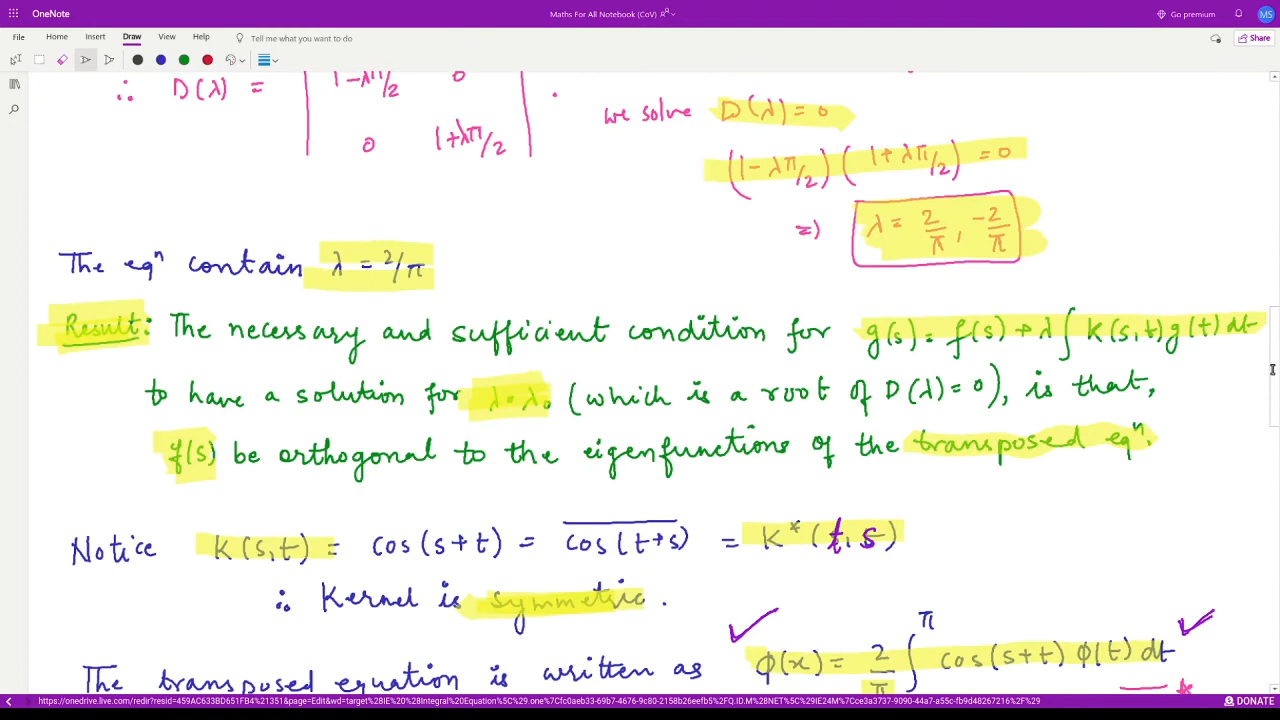 OneNote
Maths For All Notebook (CoV)
Go premium
MS
File Home Insert Draw View Help Tell me what you want to do
Share
∴ D(λ) = | 1-λπ/2 0 |
| 0 1+λπ/2 | .
we solve D(λ) = 0
(1-λπ/2)(1+λπ/2) = 0
=) λ = 2/π, -2/π
The eqⁿ contain λ = 2/π
Result: The necessary and sufficient condition for g(s) = f(s) + λ∫ K(s,t)g(t)dt
to have a solution for λ = λ₀ (which is a root of D(λ) = 0), is that,
f(s) be orthogonal to the eigenfunctions of the transposed eqⁿ.
Notice K(s,t) = cos(s+t) = \overline{cos(t+s)} = K*(t,s)
∴ Kernel is symmetric.
The transposed equation is written as ϕ(x) = 2/π ∫^π cos(s+t) ϕ(t) dt
DONATE